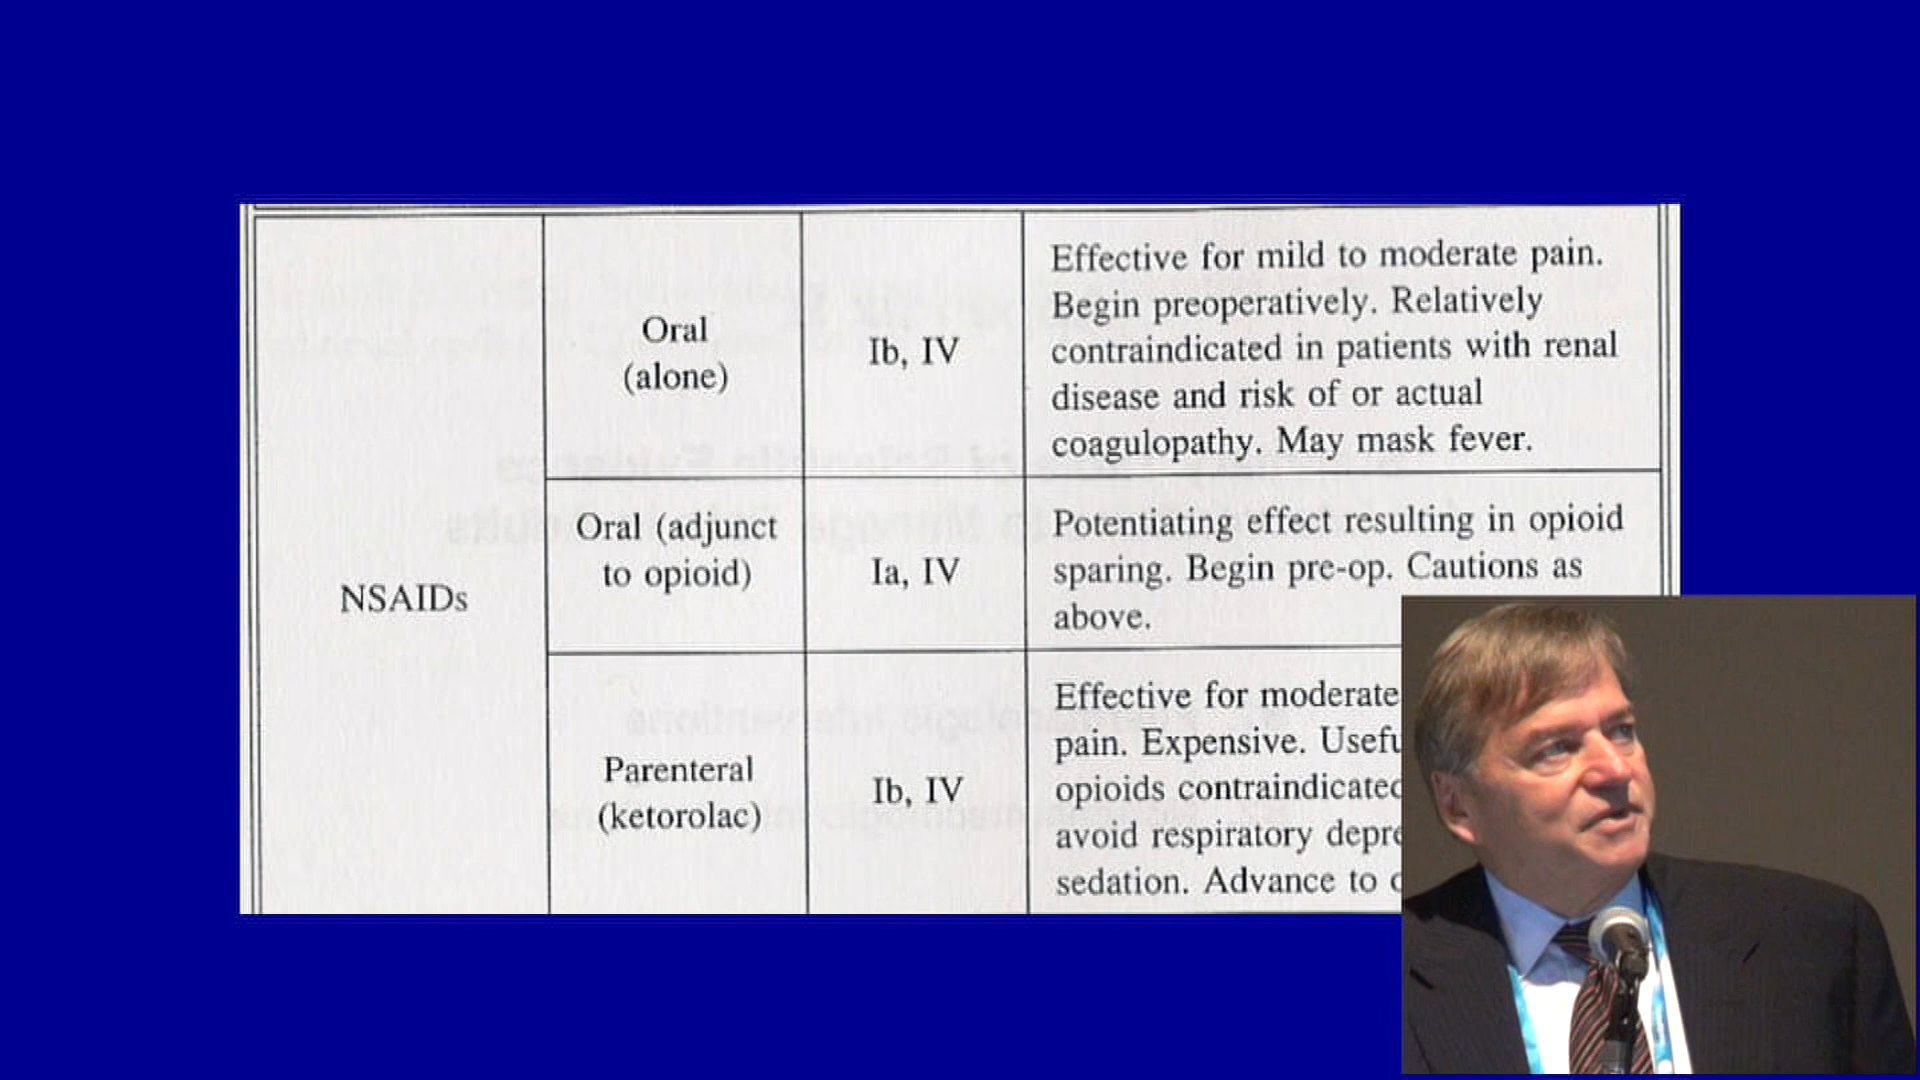 NSAIDs
Oral
(alone)
Ib, IV
Effective for mild to moderate pain.
Begin preoperatively. Relatively
contraindicated in patients with renal
disease and risk of or actual
coagulopathy. May mask fever.
Oral (adjunct
to opioid)
Ia, IV
Potentiating effect resulting in opioid
sparing. Begin pre-op. Cautions as
above.
Parenteral
(ketorolac)
Ib, IV
Effective for moderate
pain. Expensive.
opioids
avoid respiratory
sedation. Advance to